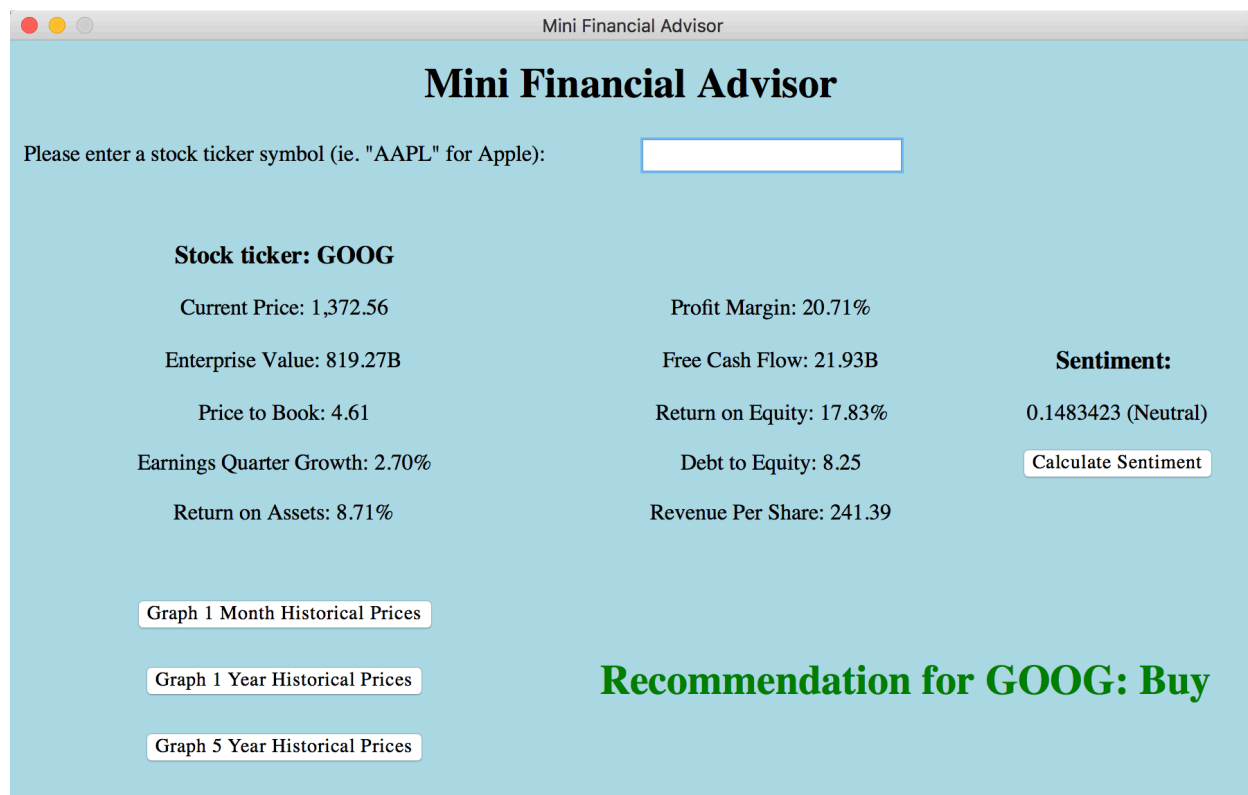 Mini Financial Advisor
Mini Financial Advisor
Please enter a stock ticker symbol (ie. "AAPL" for Apple):
Stock ticker: GOOG
Current Price: 1,372.56
Profit Margin: 20.71%
Enterprise Value: 819.27B
Free Cash Flow: 21.93B
Sentiment:
Price to Book: 4.61
Return on Equity: 17.83%
0.1483423 (Neutral)
Earnings Quarter Growth: 2.70%
Debt to Equity: 8.25
Calculate Sentiment
Return on Assets: 8.71%
Revenue Per Share: 241.39
Graph 1 Month Historical Prices
Graph 1 Year Historical Prices
Recommendation for GOOG: Buy
Graph 5 Year Historical Prices